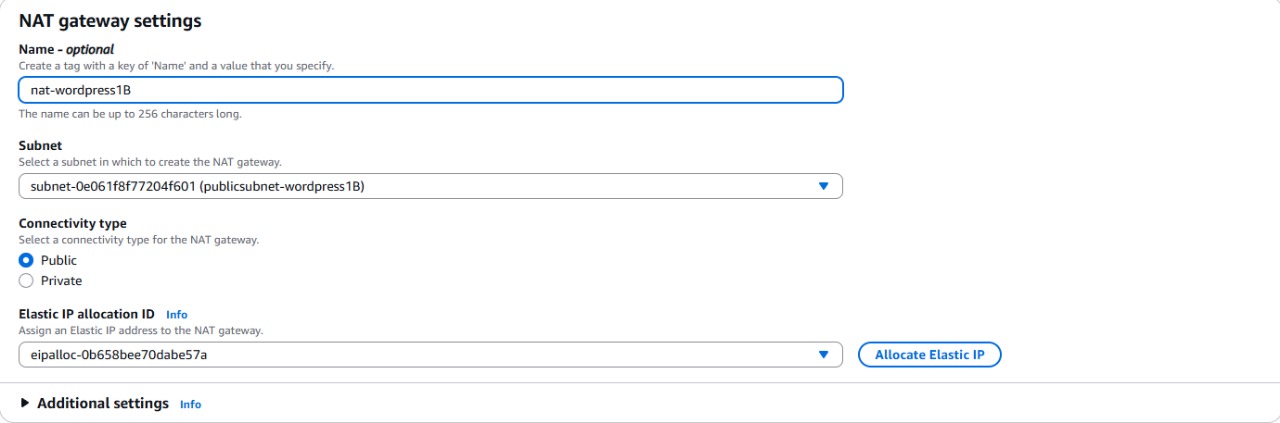 NAT gateway settings
Name - optional
Create a tag with a key of 'Name' and a value that you specify.
nat-wordpress1B
The name can be up to 256 characters long.
Subnet
Select a subnet in which to create the NAT gateway.
subnet-0e061f8f77204f601 (publicsubnet-wordpress1B)
Connectivity type
Select a connectivity type for the NAT gateway.
Public
Private
Elastic IP allocation ID Info
Assign an Elastic IP address to the NAT gateway.
eipalloc-0b658bee70dabe57a
Allocate Elastic IP
Additional settings Info